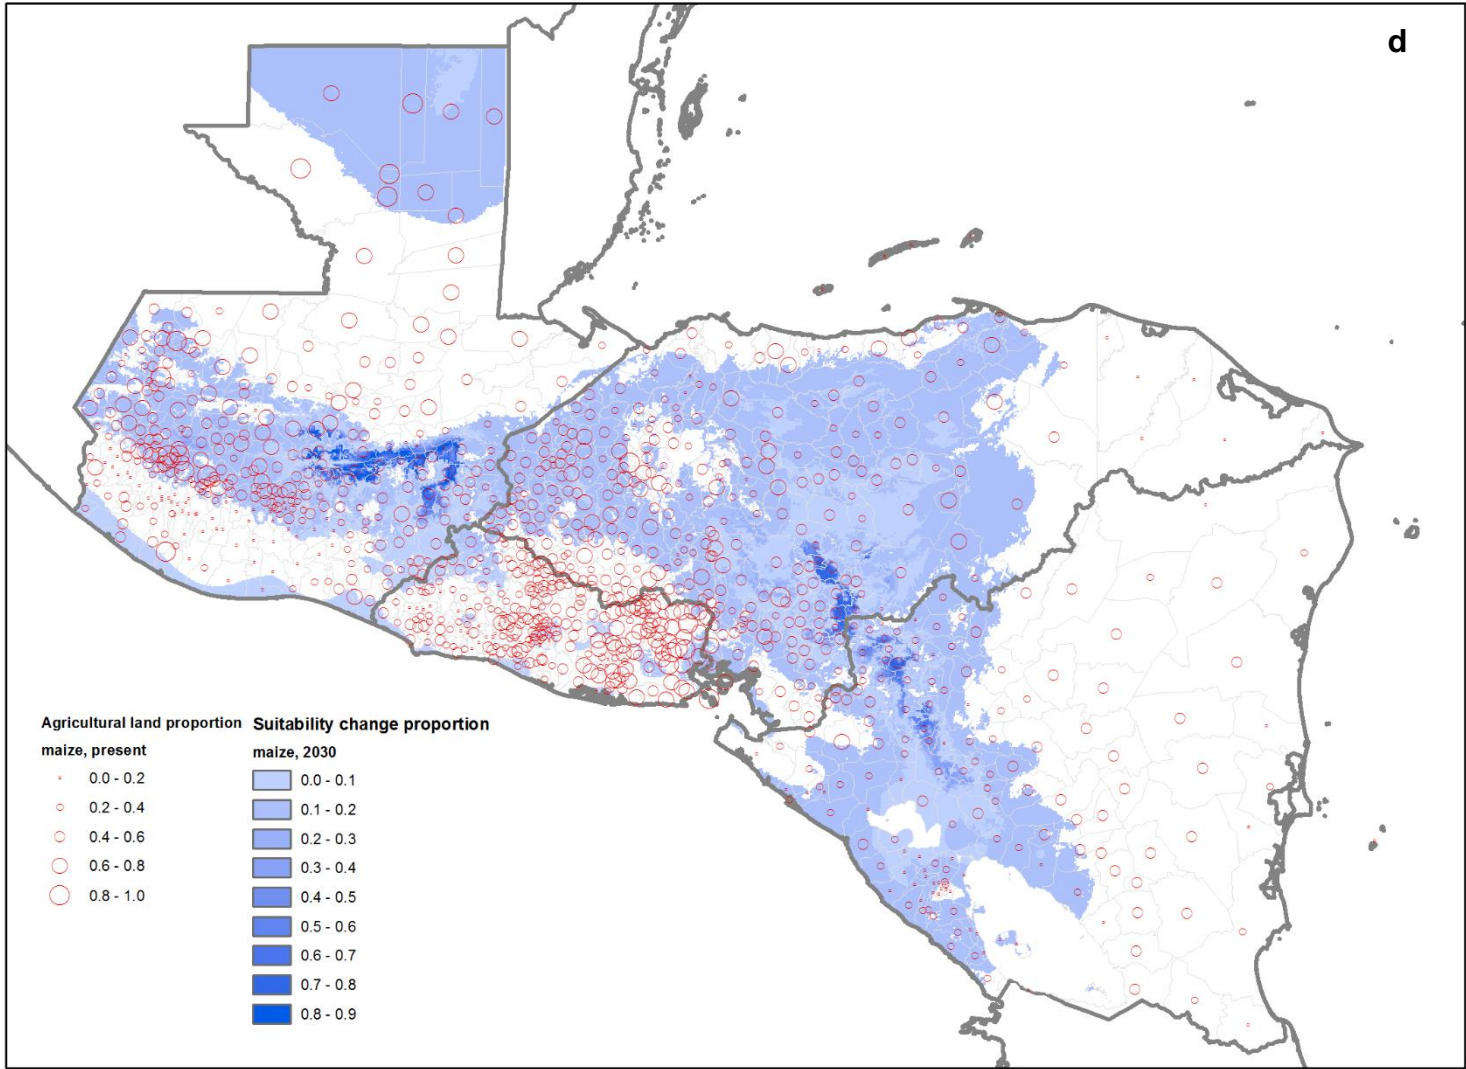 d
Agricultural land proportion
maize, present
0.0 - 0.2
0.2 - 0.4
0.4 - 0.6
0.6 - 0.8
0.8 - 1.0
Suitability change proportion
maize, 2030
0.0 - 0.1
0.1 - 0.2
0.2 - 0.3
0.3 - 0.4
0.4 - 0.5
0.5 - 0.6
0.6 - 0.7
0.7 - 0.8
0.8 - 0.9